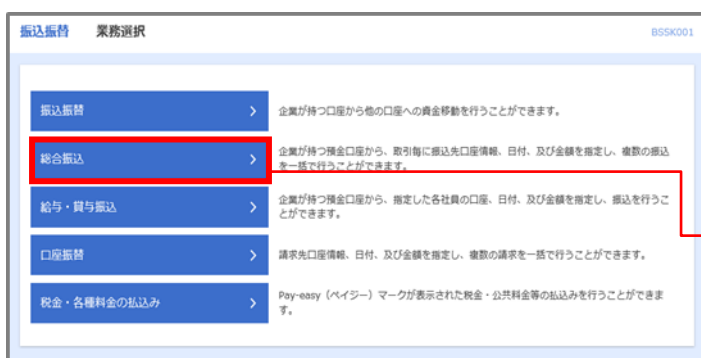 振込振替 業務選択 BSSK001
振込振替
企業が持つ口座から他の口座への資金移動を行うことができます。
総合振込
企業が持つ預金口座から、取引毎に振込先口座情報、日付、及び金額を指定し、複数の振込
を一括で行うことができます。
給与・賞与振込
企業が持つ預金口座から、指定した各社員の口座、日付、及び金額を指定し、振込を行うこ
とができます。
口座振替
請求先口座情報、日付、及び金額を指定し、複数の請求を一括で行うことができます。
税金・各種料金の払込み
Pay-easy（ペイジー）マークが表示された税金・公共料金等の払込みを行うことができま
す。